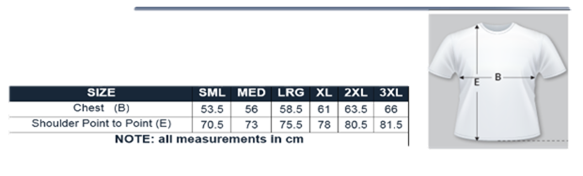 SIZE SML MED LRG XL 2XL 3XL
Chest (B) 53.5 56 58.5 61 63.5 66
Shoulder Point to Point (E) 70.5 73 75.5 78 80.5 81.5
NOTE: all measurements in cm
E B